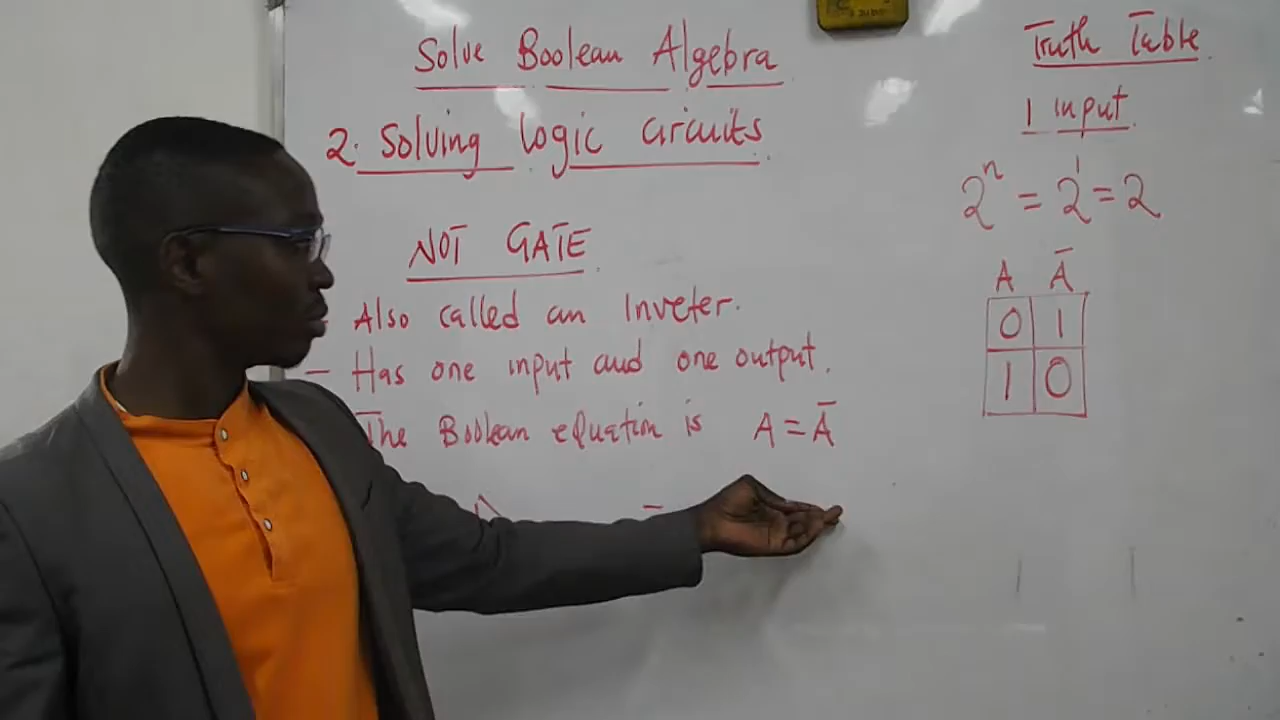 Solve Boolean Algebra
2. Solving logic circuits
NOT GATE
- Also called an Inveter.
- Has one input and one output.
The Boolean equation is A = Ā
Truth Table
1 input
2ⁿ = 2¹ = 2
A Ā
0 1
1 0